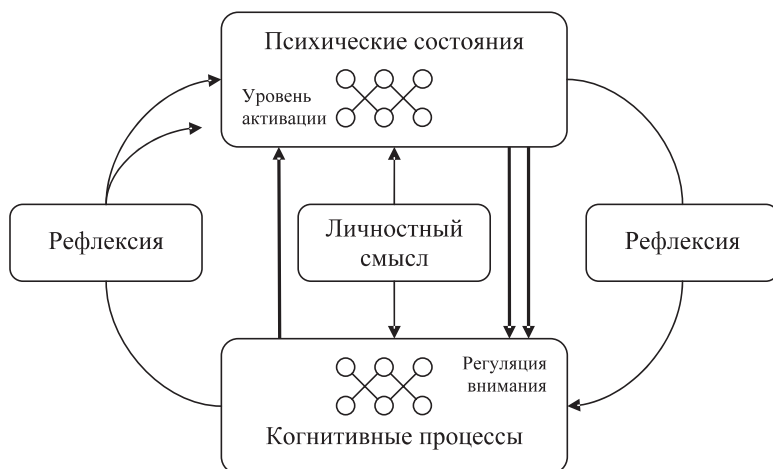 Психические состояния
Уровень
активации
Рефлексия
Личностный
смысл
Рефлексия
Регуляция
внимания
Когнитивные процессы